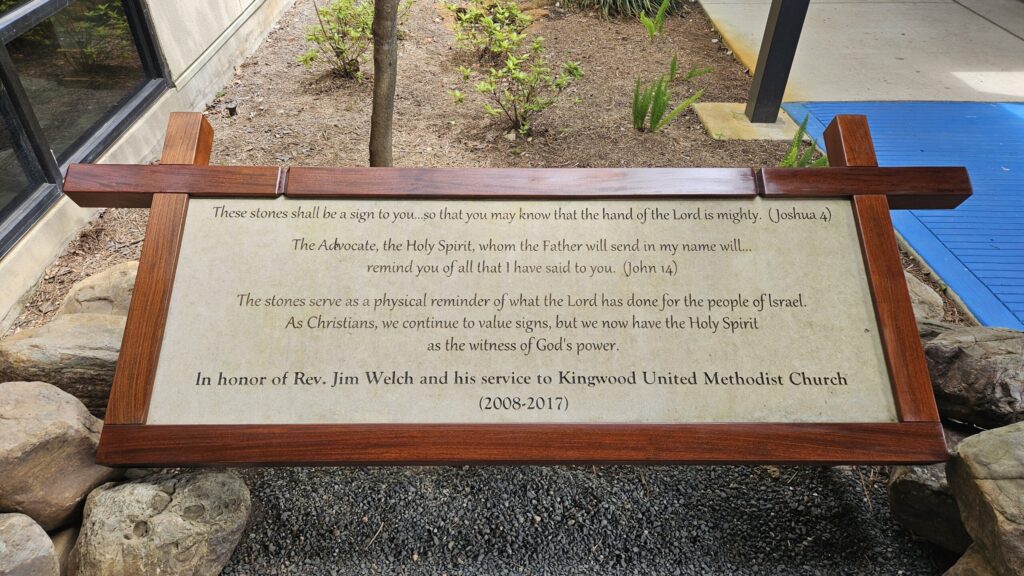 These stones shall be a sign to you...so that you may know that the hand of the Lord is mighty. (Joshua 4)
The Advocate, the Holy Spirit, whom the Father will send in my name will...
remind you of all that I have said to you. (John 14)
The stones serve as a physical reminder of what the Lord has done for the people of Israel.
As Christians, we continue to value signs, but we now have the Holy Spirit
as the witness of God's power.
In honor of Rev. Jim Welch and his service to Kingwood United Methodist Church
(2008-2017)